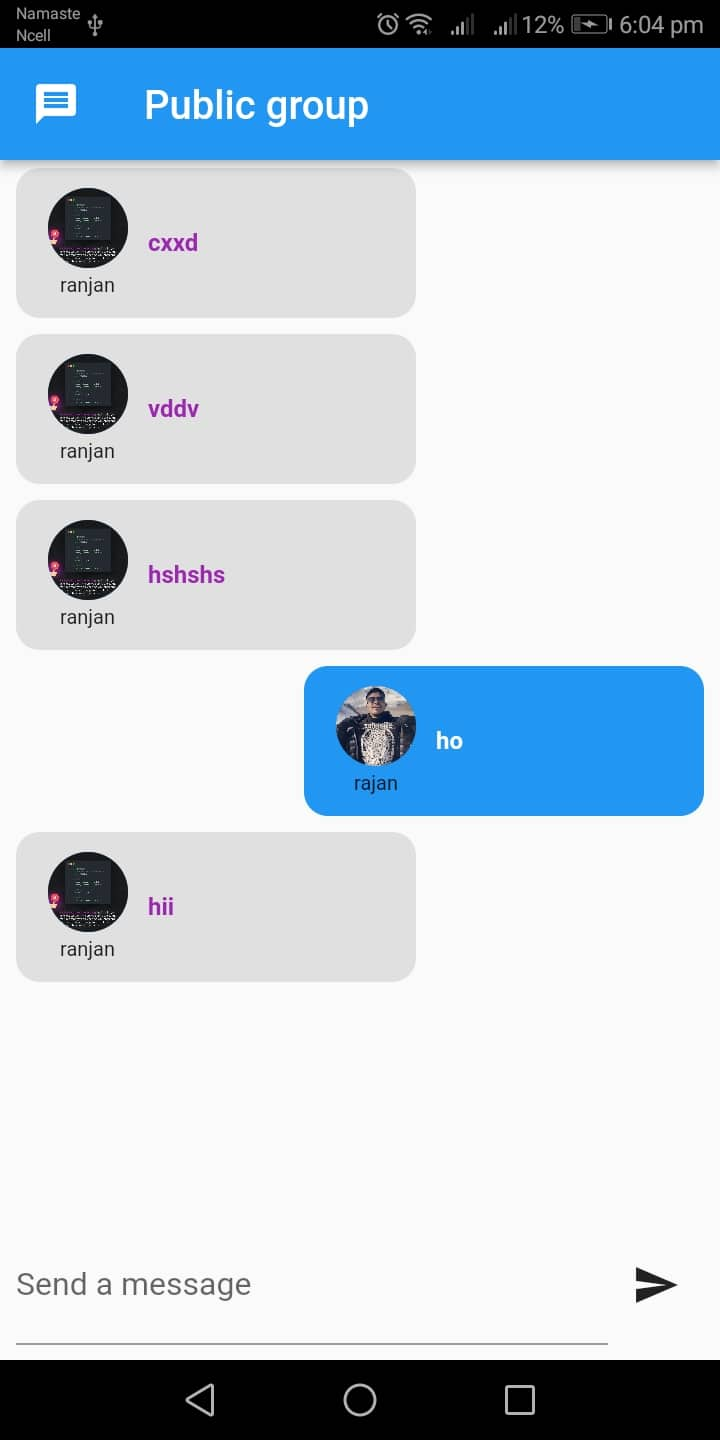 Namaste
Ncell
12% 6:04 pm
Public group
cxxd
ranjan
vddv
ranjan
hshshs
ranjan
ho
rajan
hii
ranjan
Send a message